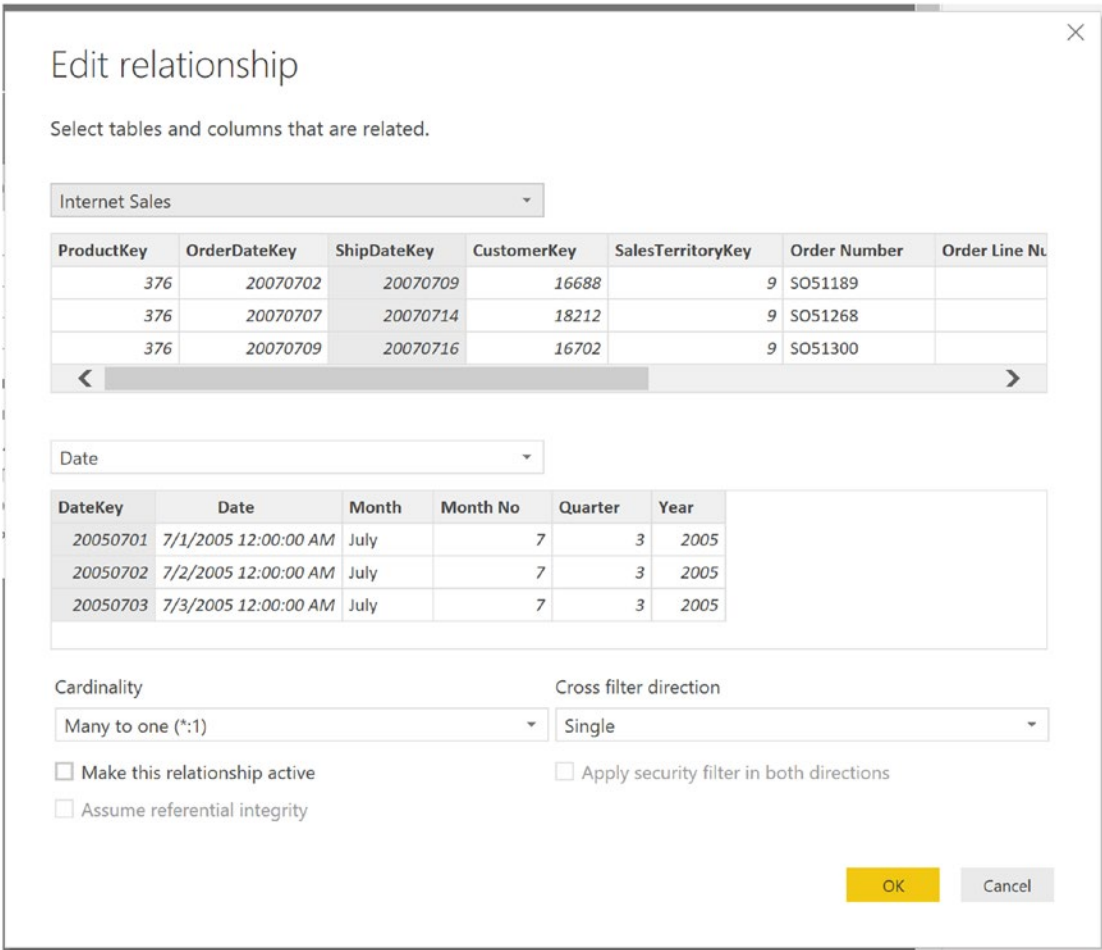 Edit relationship
Select tables and columns that are related.
Internet Sales
ProductKey OrderDateKey ShipDateKey CustomerKey SalesTerritoryKey Order Number Order Line Nu
376 20070702 20070709 16688 9 SO51189
376 20070707 20070714 18212 9 SO51268
376 20070709 20070716 16702 9 SO51300
Date
DateKey Date Month Month No Quarter Year
20050701 7/1/2005 12:00:00 AM July 7 3 2005
20050702 7/2/2005 12:00:00 AM July 7 3 2005
20050703 7/3/2005 12:00:00 AM July 7 3 2005
Cardinality Cross filter direction
Many to one (*:1) Single
Make this relationship active Apply security filter in both directions
Assume referential integrity
OK Cancel